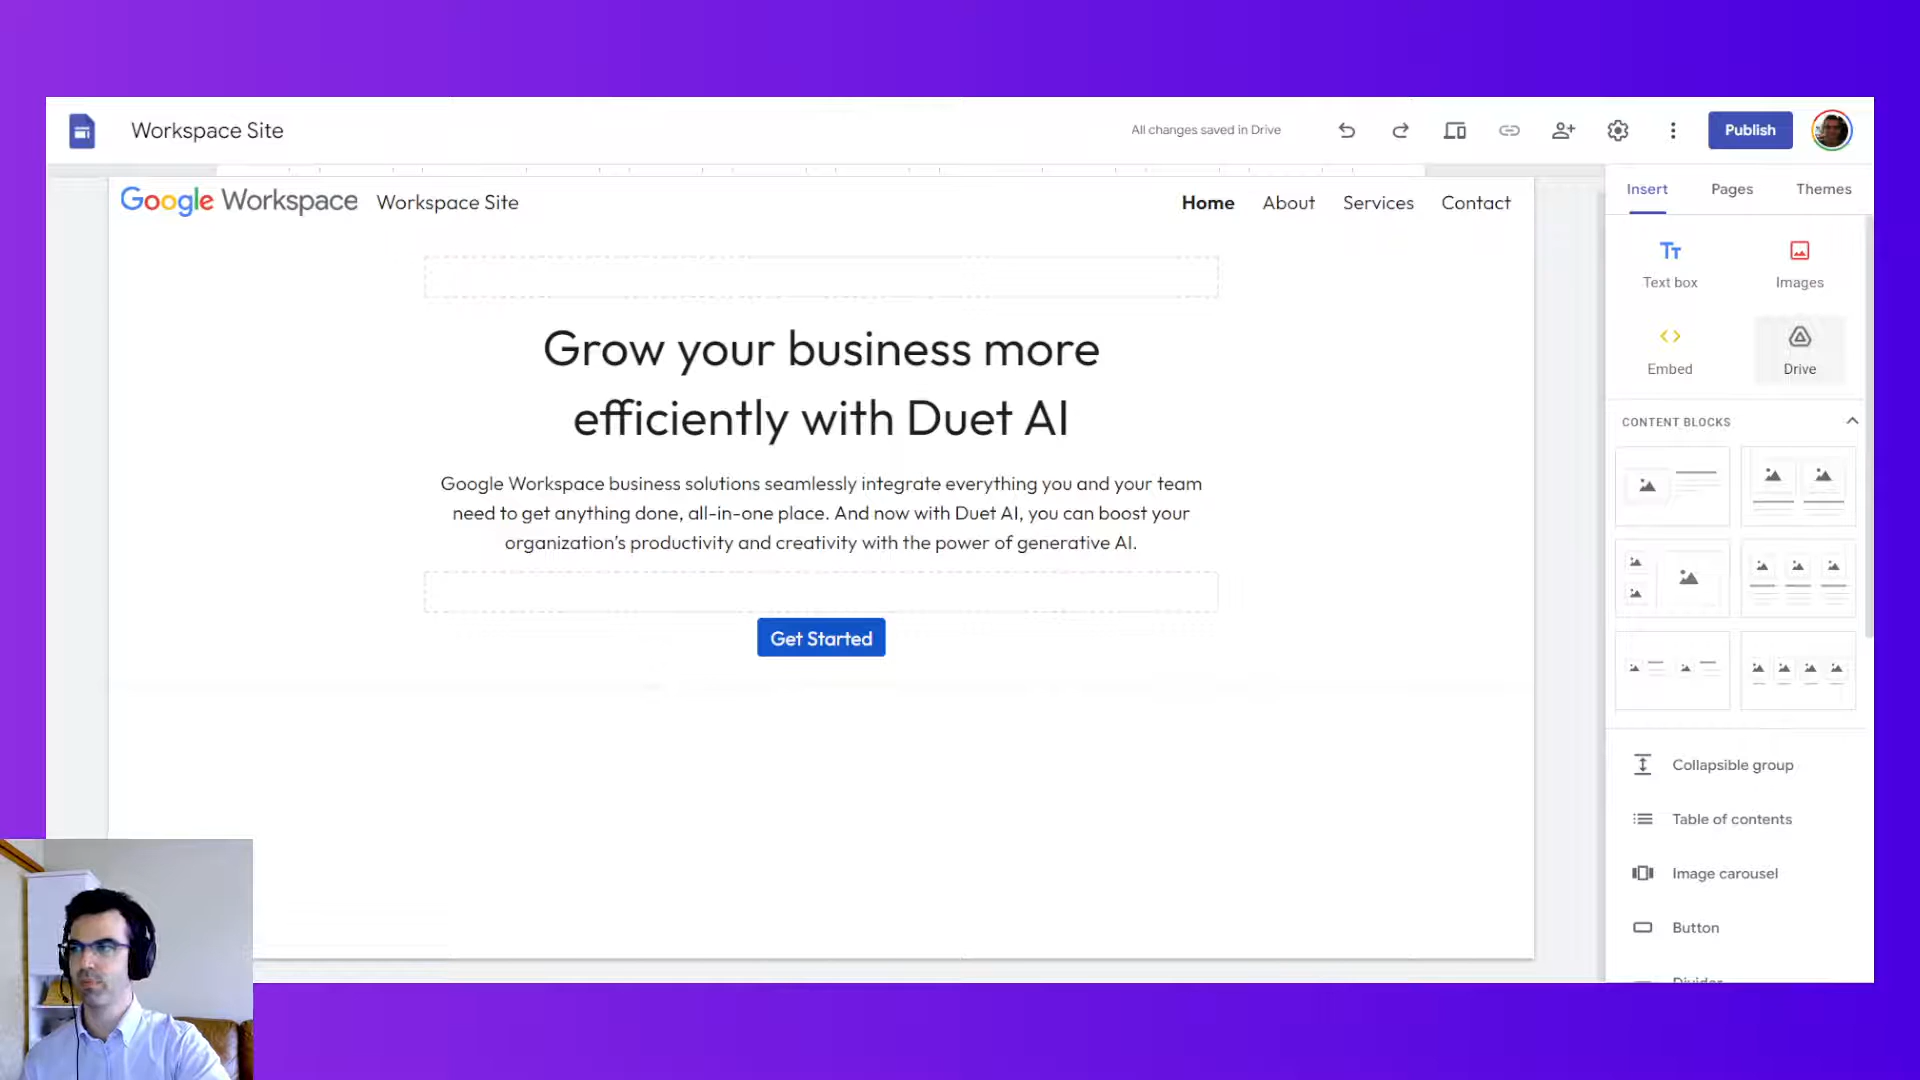 Workspace Site
All changes saved in Drive
Publish
Google Workspace Workspace Site
Home About Services Contact
Insert Pages Themes
Grow your business more
efficiently with Duet AI
Google Workspace business solutions seamlessly integrate everything you and your team
need to get anything done, all-in-one place. And now with Duet AI, you can boost your
organization's productivity and creativity with the power of generative AI.
Get Started
Tт
Text box
Images
Embed
Drive
CONTENT BLOCKS
Collapsible group
Table of contents
Image carousel
Button
Divider